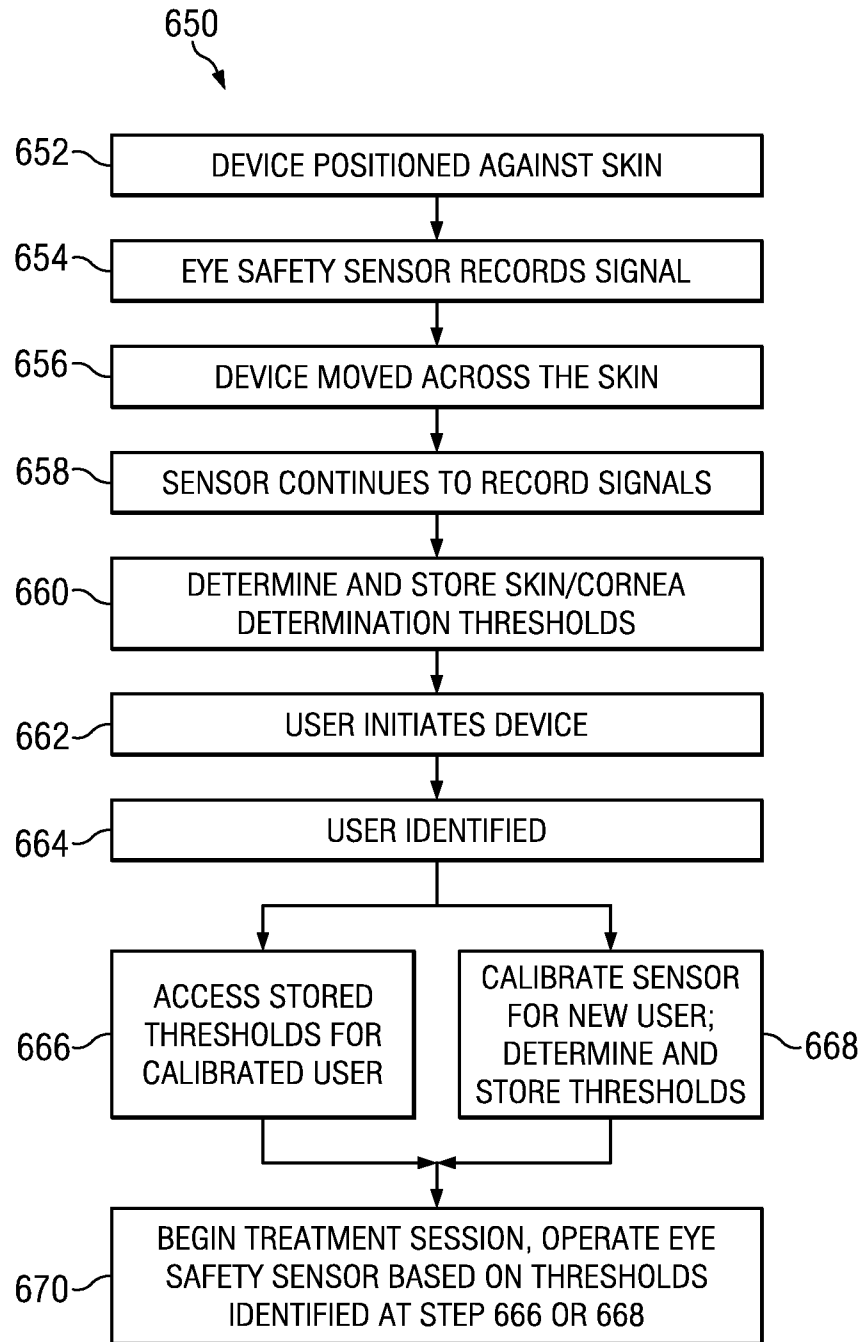 650
652
DEVICE POSITIONED AGAINST SKIN
654
EYE SAFETY SENSOR RECORDS SIGNAL
656
DEVICE MOVED ACROSS THE SKIN
658
SENSOR CONTINUES TO RECORD SIGNALS
660
DETERMINE AND STORE SKIN/CORNEA
DETERMINATION THRESHOLDS
662
USER INITIATES DEVICE
664
USER IDENTIFIED
666
ACCESS STORED
THRESHOLDS FOR
CALIBRATED USER
CALIBRATE SENSOR
FOR NEW USER;
DETERMINE AND
STORE THRESHOLDS
668
670
BEGIN TREATMENT SESSION, OPERATE EYE
SAFETY SENSOR BASED ON THRESHOLDS
IDENTIFIED AT STEP 666 OR 668